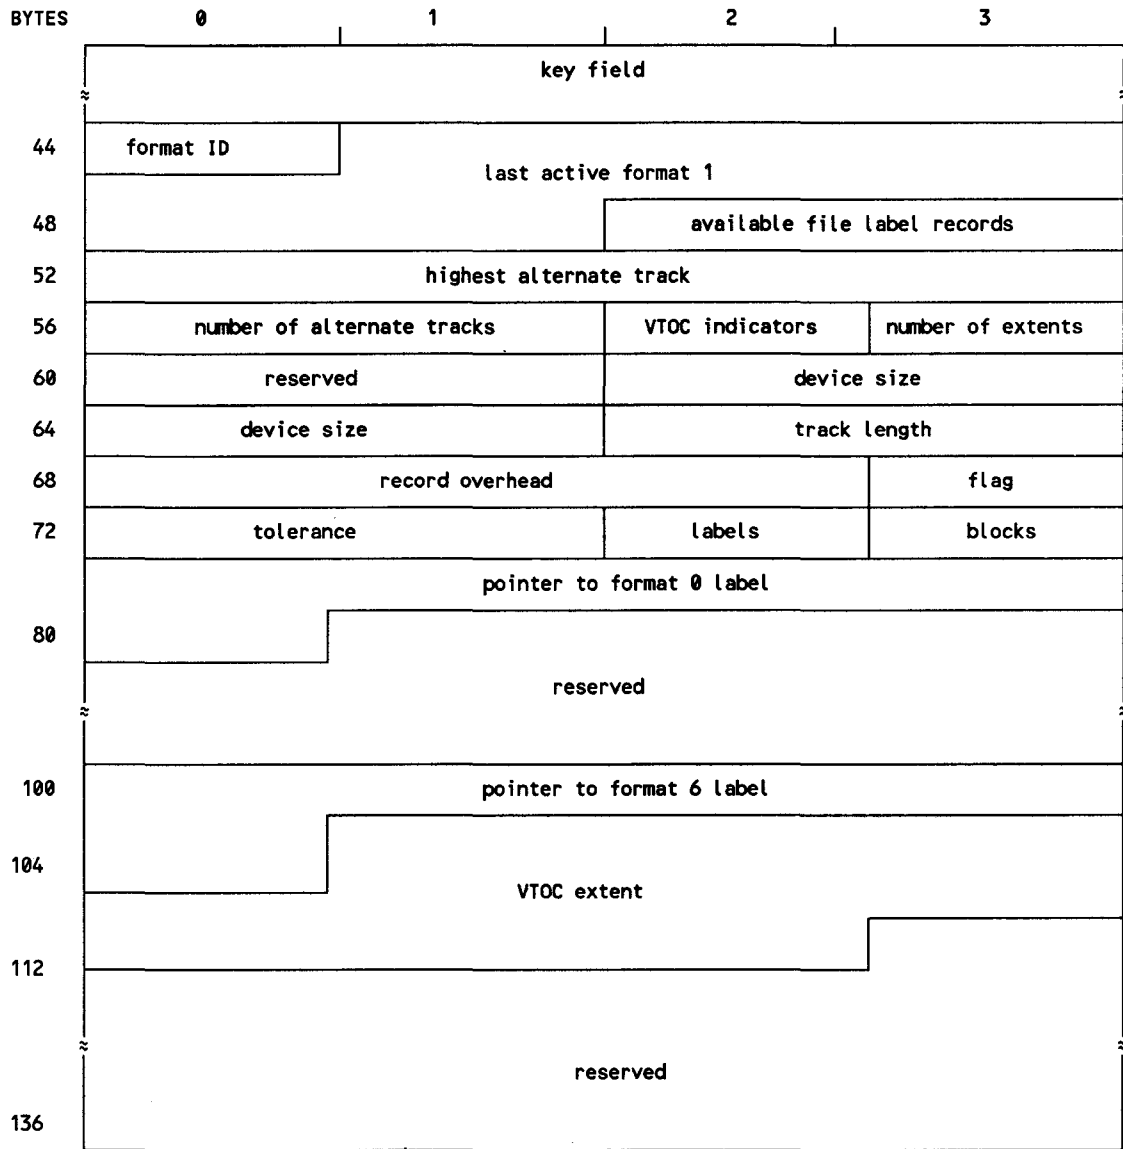 BYTES 0 1 2 3
key field
44 format ID
last active format 1
48 available file label records
52 highest alternate track
56 number of alternate tracks VTOC indicators number of extents
60 reserved device size
64 device size track length
68 record overhead flag
72 tolerance labels blocks
pointer to format 0 label
80
reserved
100 pointer to format 6 label
104
VTOC extent
112
reserved
136